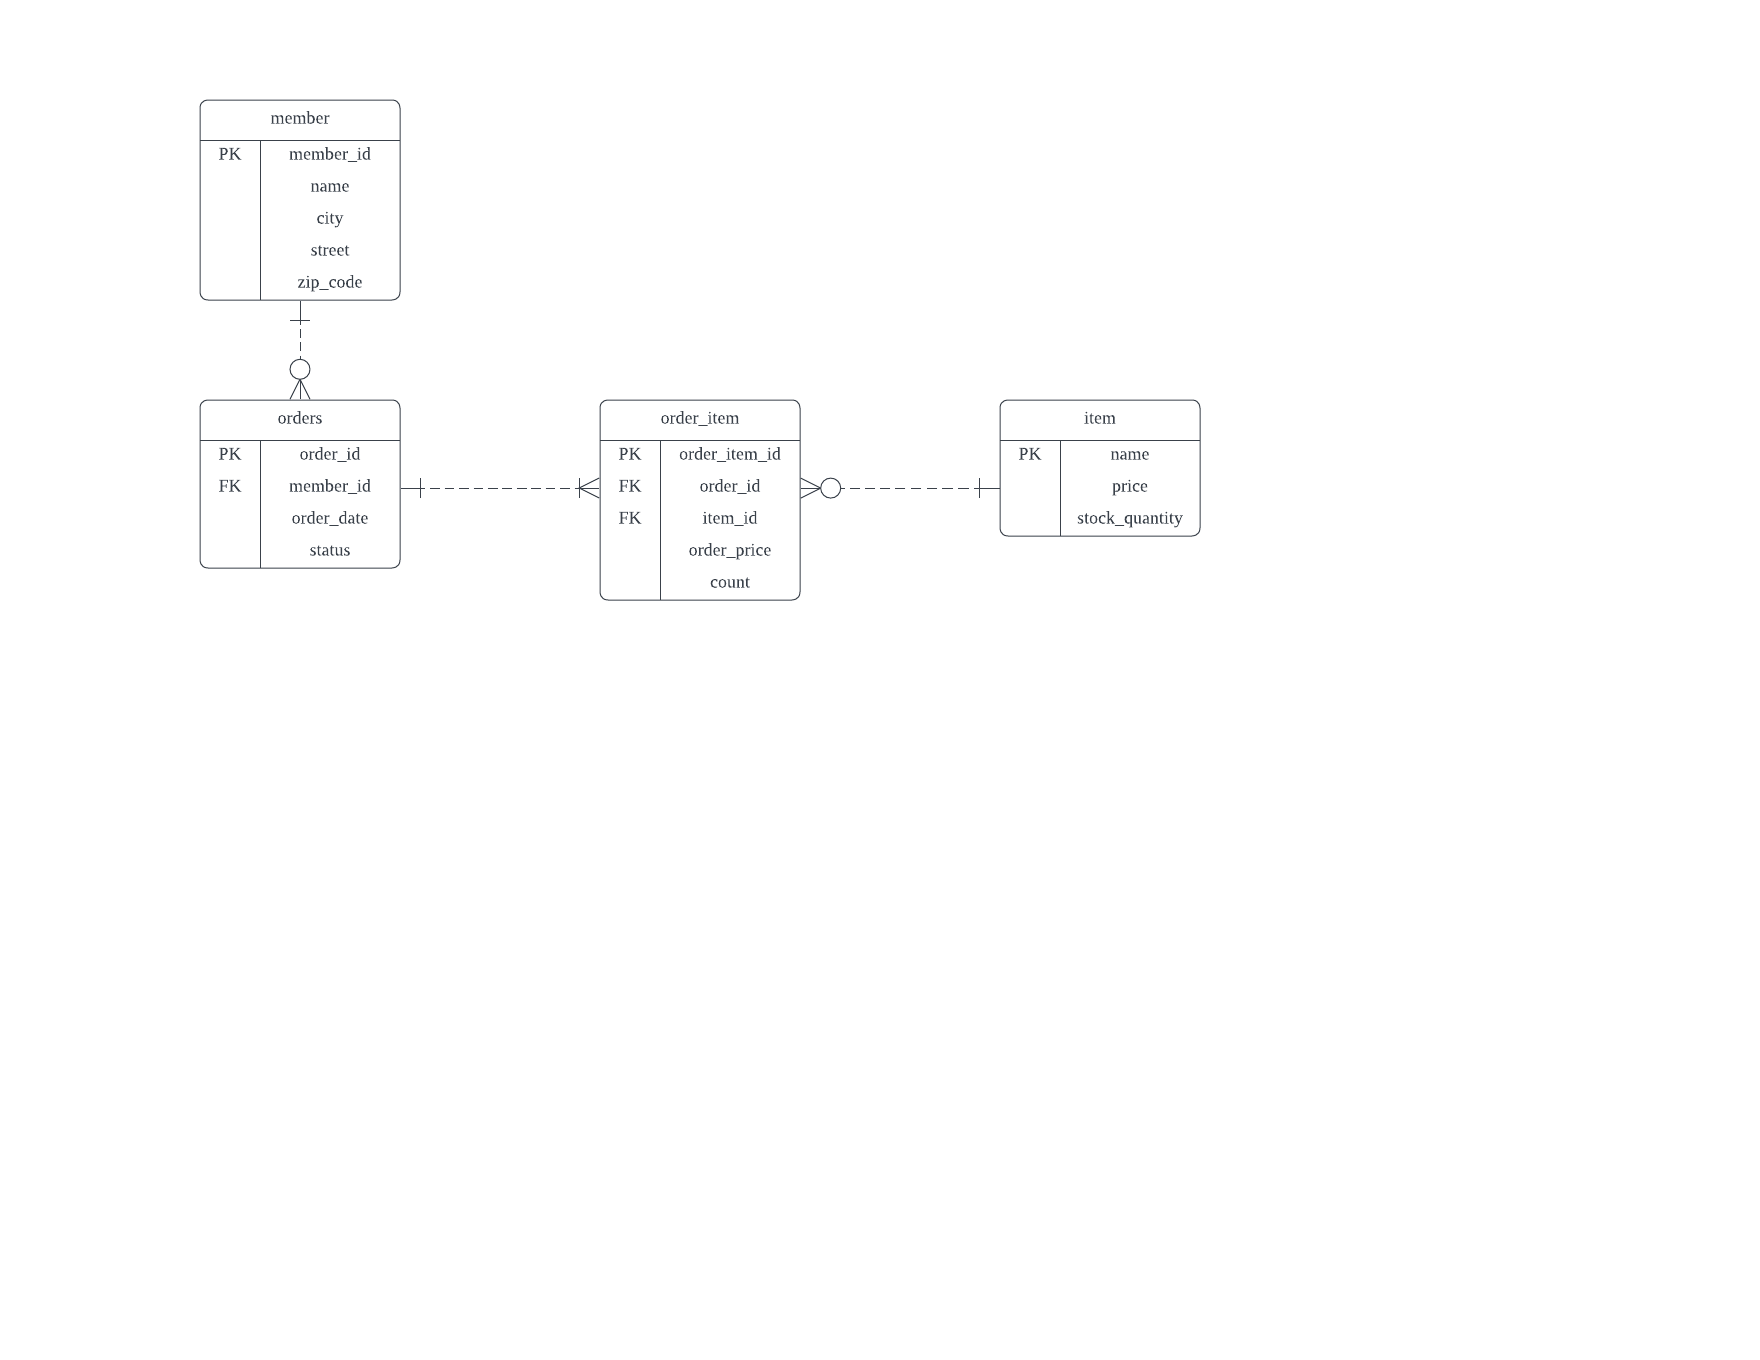 member
PK member_id
name
city
street
zip_code
orders
PK order_id
FK member_id
order_date
status
order_item
PK order_item_id
FK order_id
FK item_id
order_price
count
item
PK name
price
stock_quantity